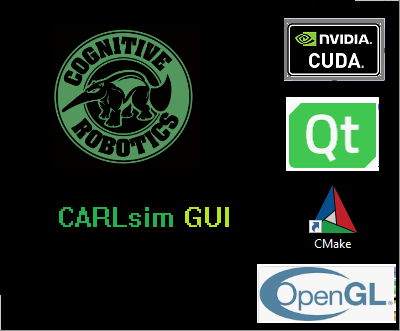 COGNITIVE
ROBOTICS
CARLsim GUI
NVIDIA.
CUDA.
Qt
CMake
OpenGL.